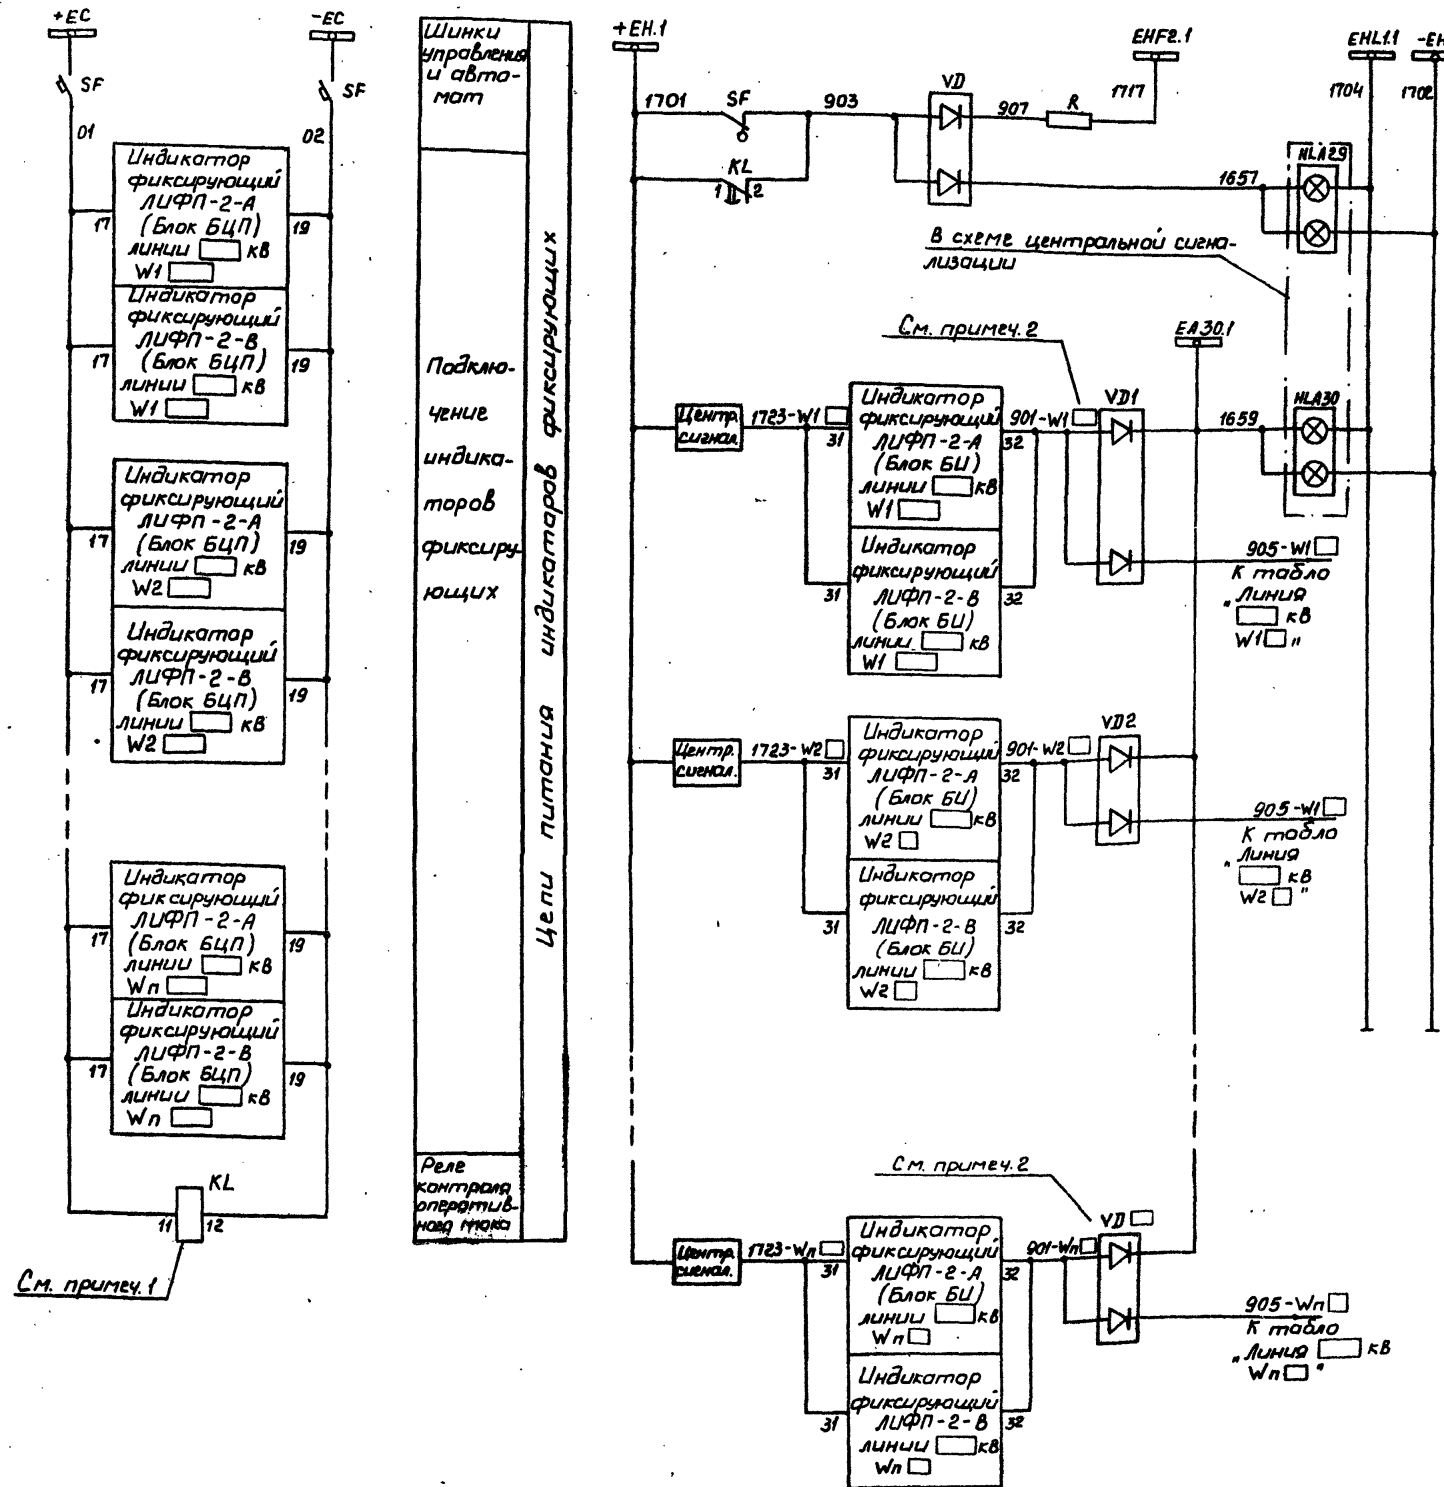 +EC
-EC
SF
SF
01
02
Индикатор
фиксирующий
ЛИФП-2-А
(Блок БЦП)
линии кВ
W1
17
19
Индикатор
фиксирующий
ЛИФП-2-В
(Блок БЦП)
линии кВ
W1
17
19
Индикатор
фиксирующий
ЛИФП-2-А
(Блок БЦП)
линии кВ
W2
17
19
Индикатор
фиксирующий
ЛИФП-2-В
(Блок БЦП)
линии кВ
W2
17
19
Индикатор
фиксирующий
ЛИФП-2-А
(Блок БЦП)
линии кВ
Wn
17
19
Индикатор
фиксирующий
ЛИФП-2-В
(Блок БЦП)
линии кВ
Wn
17
19
KL
11
12
См. примеч. 1
Шинки
управления
и авто-
мат
Подклю-
чение
индика-
торов
фиксиру-
ющих
Реле
контроля
оператив-
ного тока
Цепи питания индикаторов фиксирующих
+EH.1
EHF2.1
EHL1.1
-EH
1701
SF
903
VD
907
R
1717
1704
1702
KL
1
2
1657
HLA29
В схеме центральной сигна-
лизации
См. примеч. 2
EA30.1
Центр.
сигнал.
1723-W1
31
Индикатор
фиксирующий
ЛИФП-2-А
(Блок БИ)
линии кВ
W1
32
901-W1
VD1
1659
HLA30
31
Индикатор
фиксирующий
ЛИФП-2-В
(Блок БИ)
линии кВ
W1
32
905-W1
К табло
„Линия
кВ
W1 "
Центр.
сигнал.
1723-W2
31
Индикатор
фиксирующий
ЛИФП-2-А
(Блок БИ)
линии кВ
W2
32
901-W2
VD2
31
Индикатор
фиксирующий
ЛИФП-2-В
(Блок БИ)
линии кВ
W2
32
905-W1
К табло
„Линия
кВ
W2 "
См. примеч. 2
Центр.
сигнал.
1723-Wn
31
Индикатор
фиксирующий
ЛИФП-2-А
(Блок БИ)
линии кВ
Wn
32
901-Wn
VD
31
Индикатор
фиксирующий
ЛИФП-2-В
линии кВ
Wn
32
905-Wn
К табло
„Линия кВ
Wn "